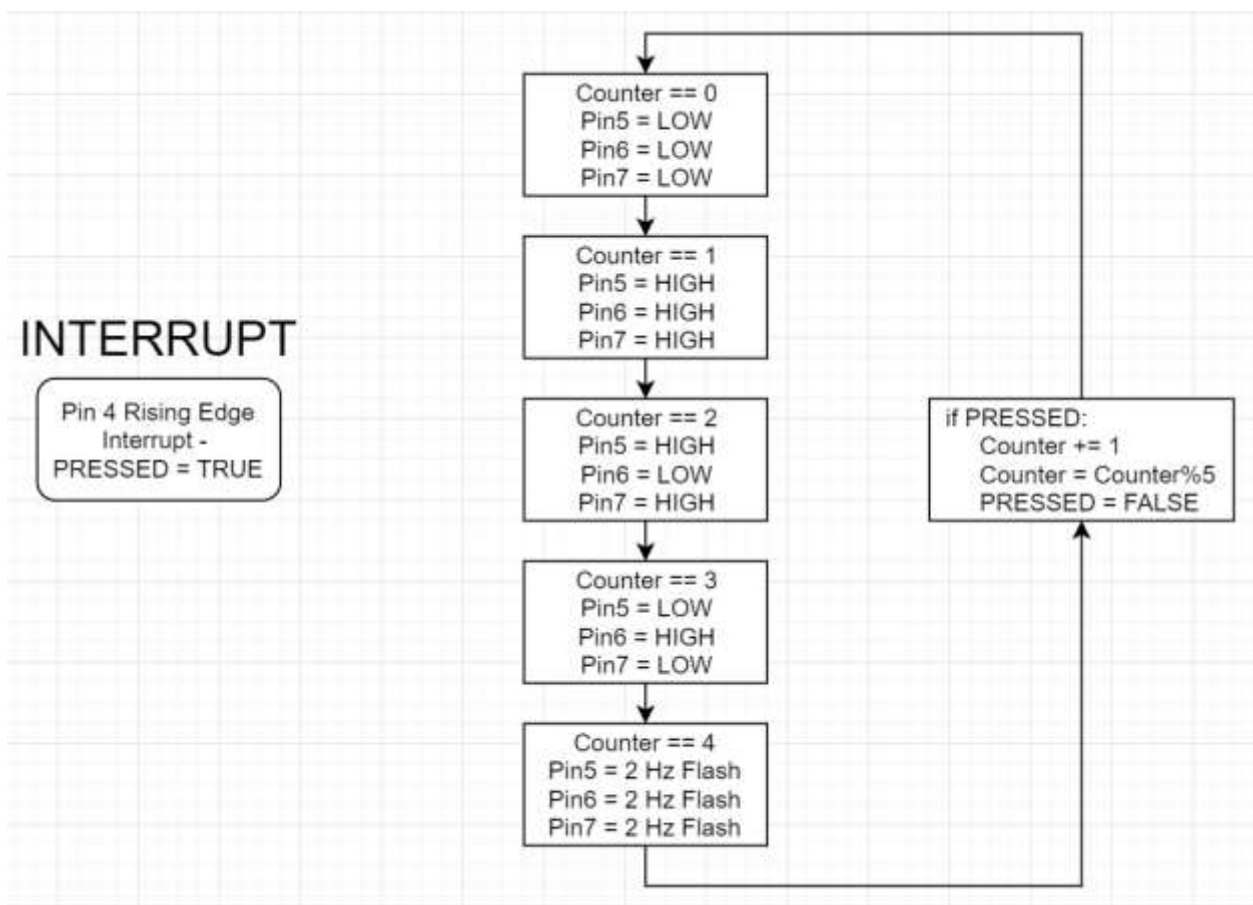 INTERRUPT
Pin 4 Rising Edge
Interrupt -
PRESSED = TRUE
Counter == 0
Pin5 = LOW
Pin6 = LOW
Pin7 = LOW
Counter == 1
Pin5 = HIGH
Pin6 = HIGH
Pin7 = HIGH
Counter == 2
Pin5 = HIGH
Pin6 = LOW
Pin7 = HIGH
Counter == 3
Pin5 = LOW
Pin6 = HIGH
Pin7 = LOW
Counter == 4
Pin5 = 2 Hz Flash
Pin6 = 2 Hz Flash
Pin7 = 2 Hz Flash
if PRESSED:
Counter += 1
Counter = Counter%5
PRESSED = FALSE